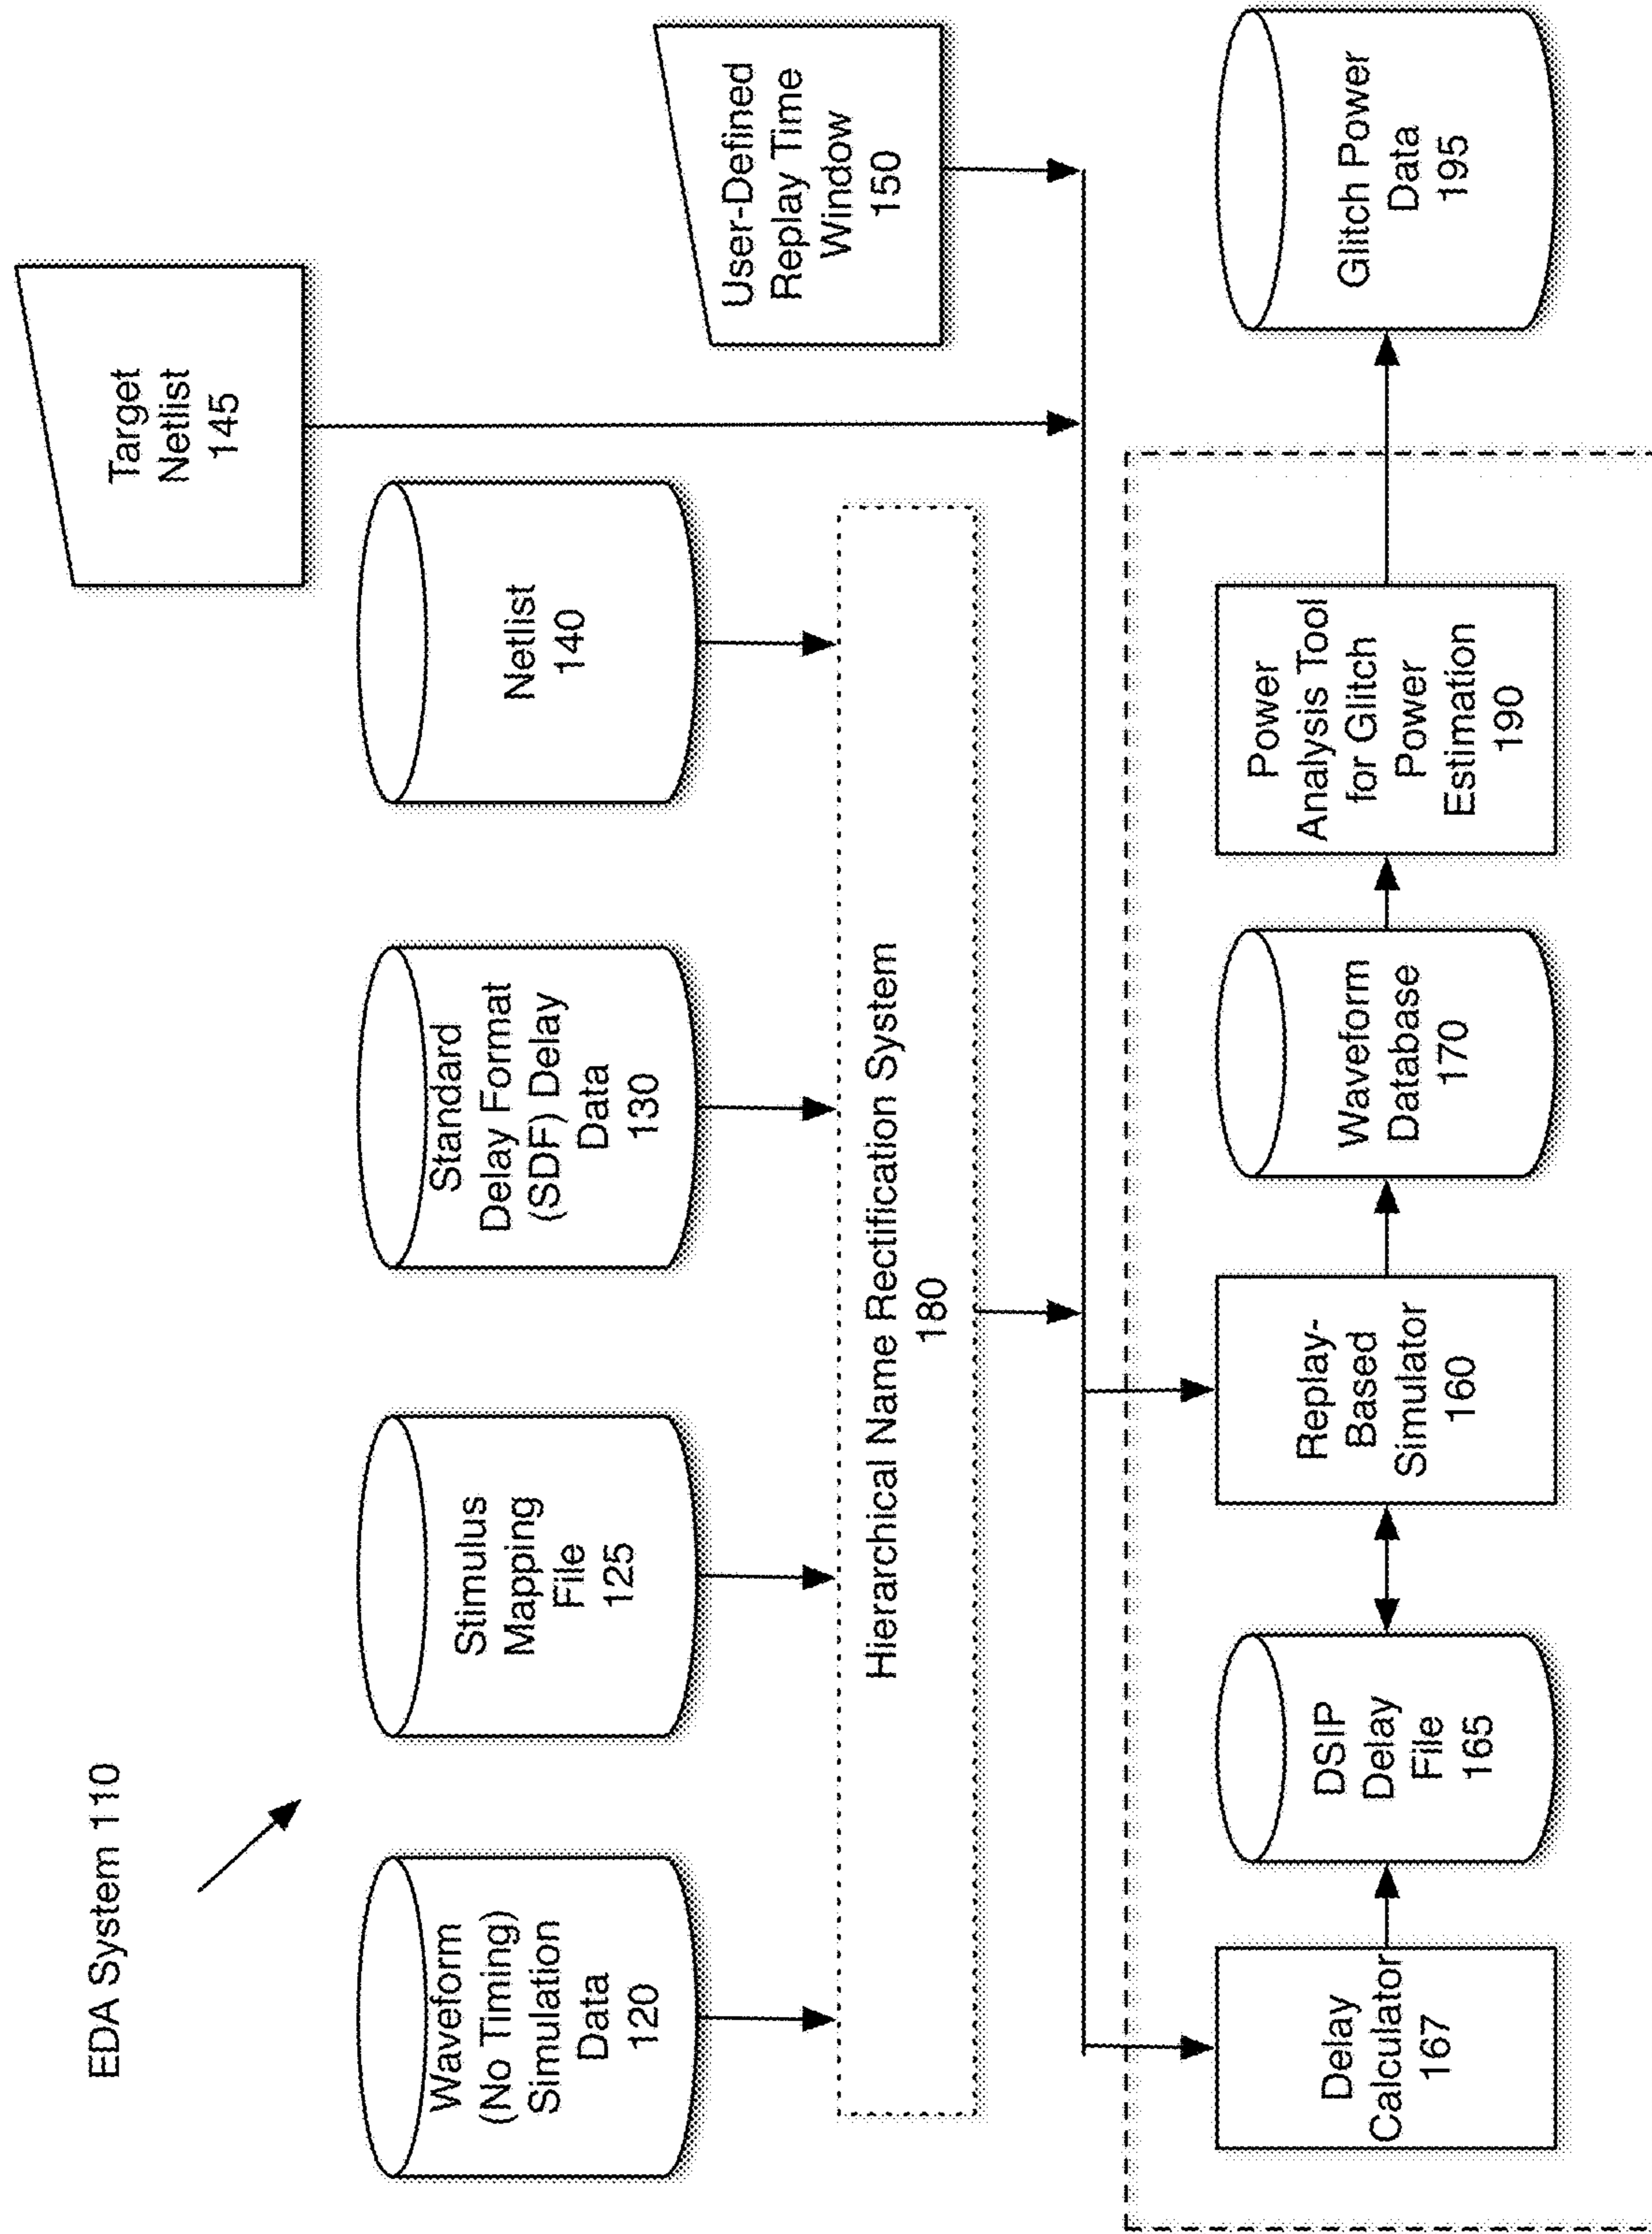 EDA System 110
Target
Netlist
145
Waveform
(No Timing)
Simulation
Data
120
Stimulus
Mapping
File
125
Standard
Delay Format
(SDF) Delay
Data
130
Netlist
140
User-Defined
Replay Time
Window
150
Hierarchical Name Rectification System
180
Delay
Calculator
167
DSIP
Delay
File
165
Replay-
Based
Simulator
160
Waveform
Database
170
Power
Analysis Tool
for Glitch
Power
Estimation
190
Glitch Power
Data
195